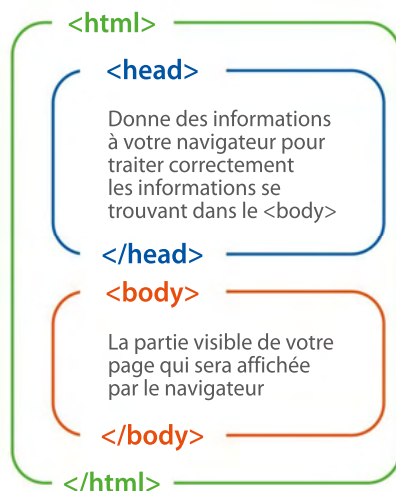 <html>
<head>
Donne des informations
à votre navigateur pour
traiter correctement
les informations se
trouvant dans le <body>
</head>
<body>
La partie visible de votre
page qui sera affichée
par le navigateur
</body>
</html>